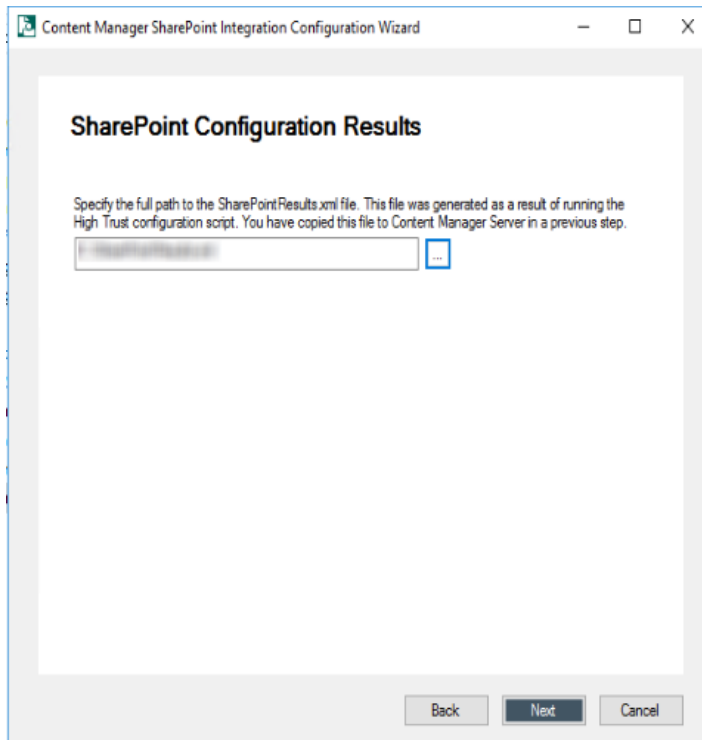 Content Manager SharePoint Integration Configuration Wizard
SharePoint Configuration Results
Specify the full path to the SharePointResults.xml file. This file was generated as a result of running the
High Trust configuration script. You have copied this file to Content Manager Server in a previous step.
...
Back Next Cancel